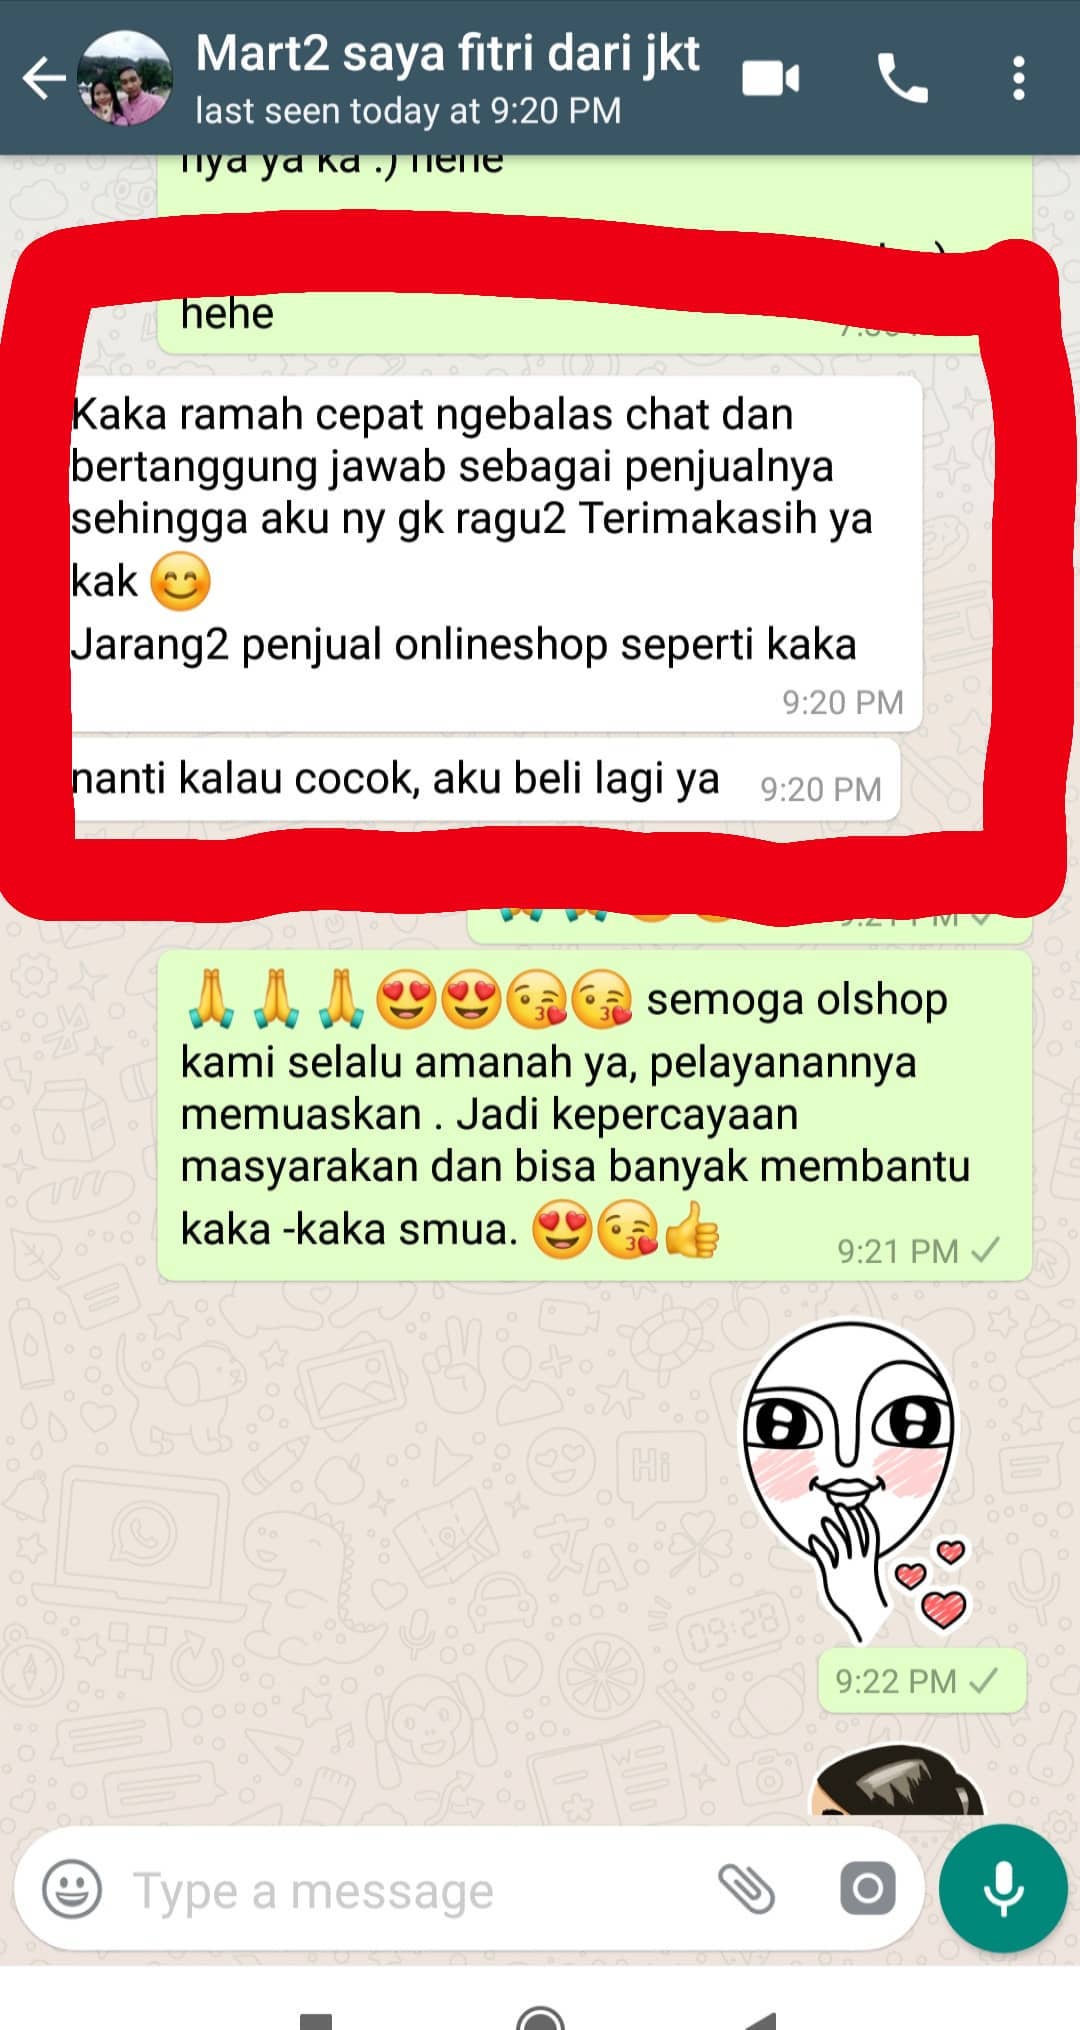 Mart2 saya fitri dari jkt
last seen today at 9:20 PM
nya ya ka :) hehe
hehe
Kaka ramah cepat ngebalas chat dan
bertanggung jawab sebagai penjualnya
sehingga aku ny gk ragu2 Terimakasih ya
kak 😊
Jarang2 penjual onlineshop seperti kaka
9:20 PM
nanti kalau cocok, aku beli lagi ya 9:20 PM
🙏🙏🙏😍😍😘😘 semoga olshop
kami selalu amanah ya, pelayanannya
memuaskan . Jadi kepercayaan
masyarakan dan bisa banyak membantu
kaka -kaka smua. 😍😘👍
9:21 PM
9:22 PM
Type a message